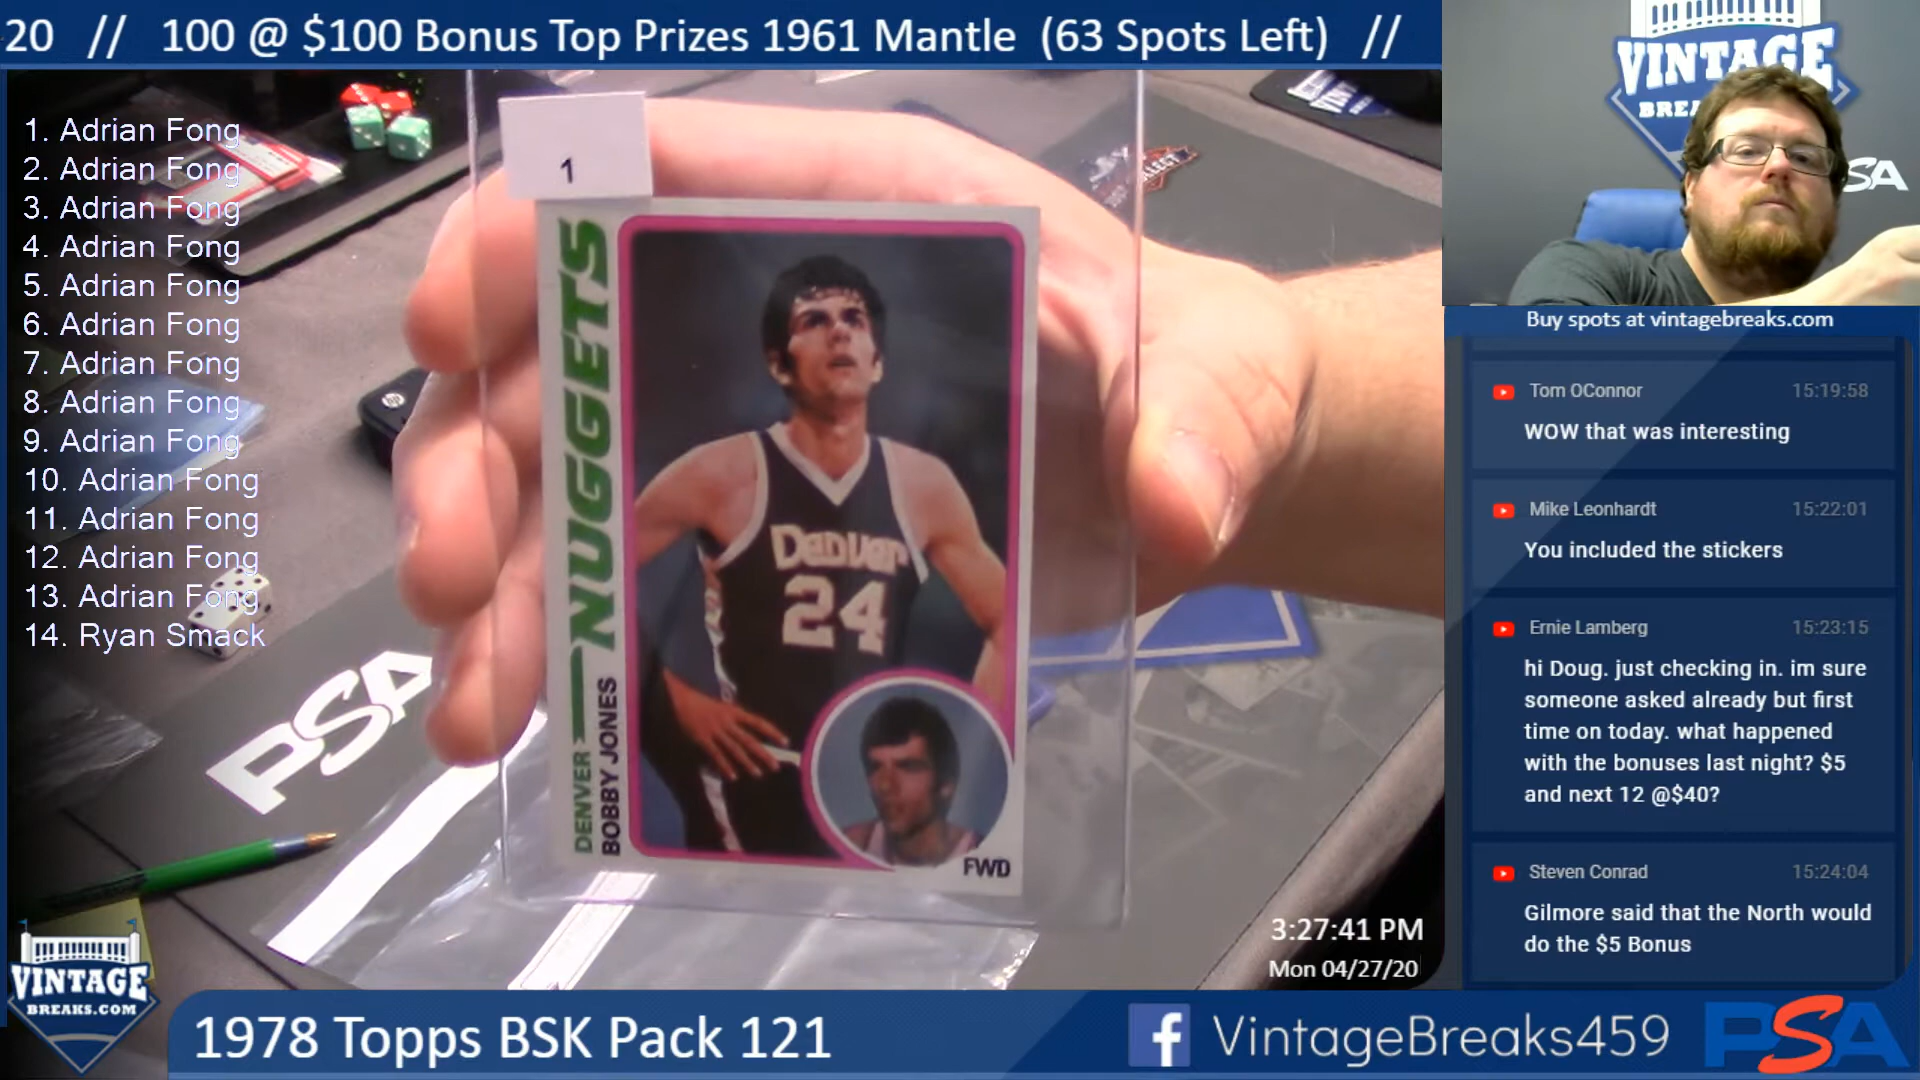 20 // 100 @ $100 Bonus Top Prizes 1961 Mantle (63 Spots Left) //
1. Adrian Fong
2. Adrian Fong
3. Adrian Fong
4. Adrian Fong
5. Adrian Fong
6. Adrian Fong
7. Adrian Fong
8. Adrian Fong
9. Adrian Fong
10. Adrian Fong
11. Adrian Fong
12. Adrian Fong
13. Adrian Fong
14. Ryan Smack
1
DENVER NUGGETS
BOBBY JONES
Denver
24
FWD
PSA
VINTAGE
BREA
SA
Buy spots at vintagebreaks.com
Tom OConnor 15:19:58
WOW that was interesting
Mike Leonhardt 15:22:01
You included the stickers
Ernie Lamberg 15:23:15
hi Doug. just checking in. im sure
someone asked already but first
time on today. what happened
with the bonuses last night? $5
and next 12 @$40?
Steven Conrad 15:24:04
Gilmore said that the North would
do the $5 Bonus
3:27:41 PM
Mon 04/27/20
VINTAGE
BREAKS.COM
1978 Topps BSK Pack 121
f VintageBreaks459
PSA